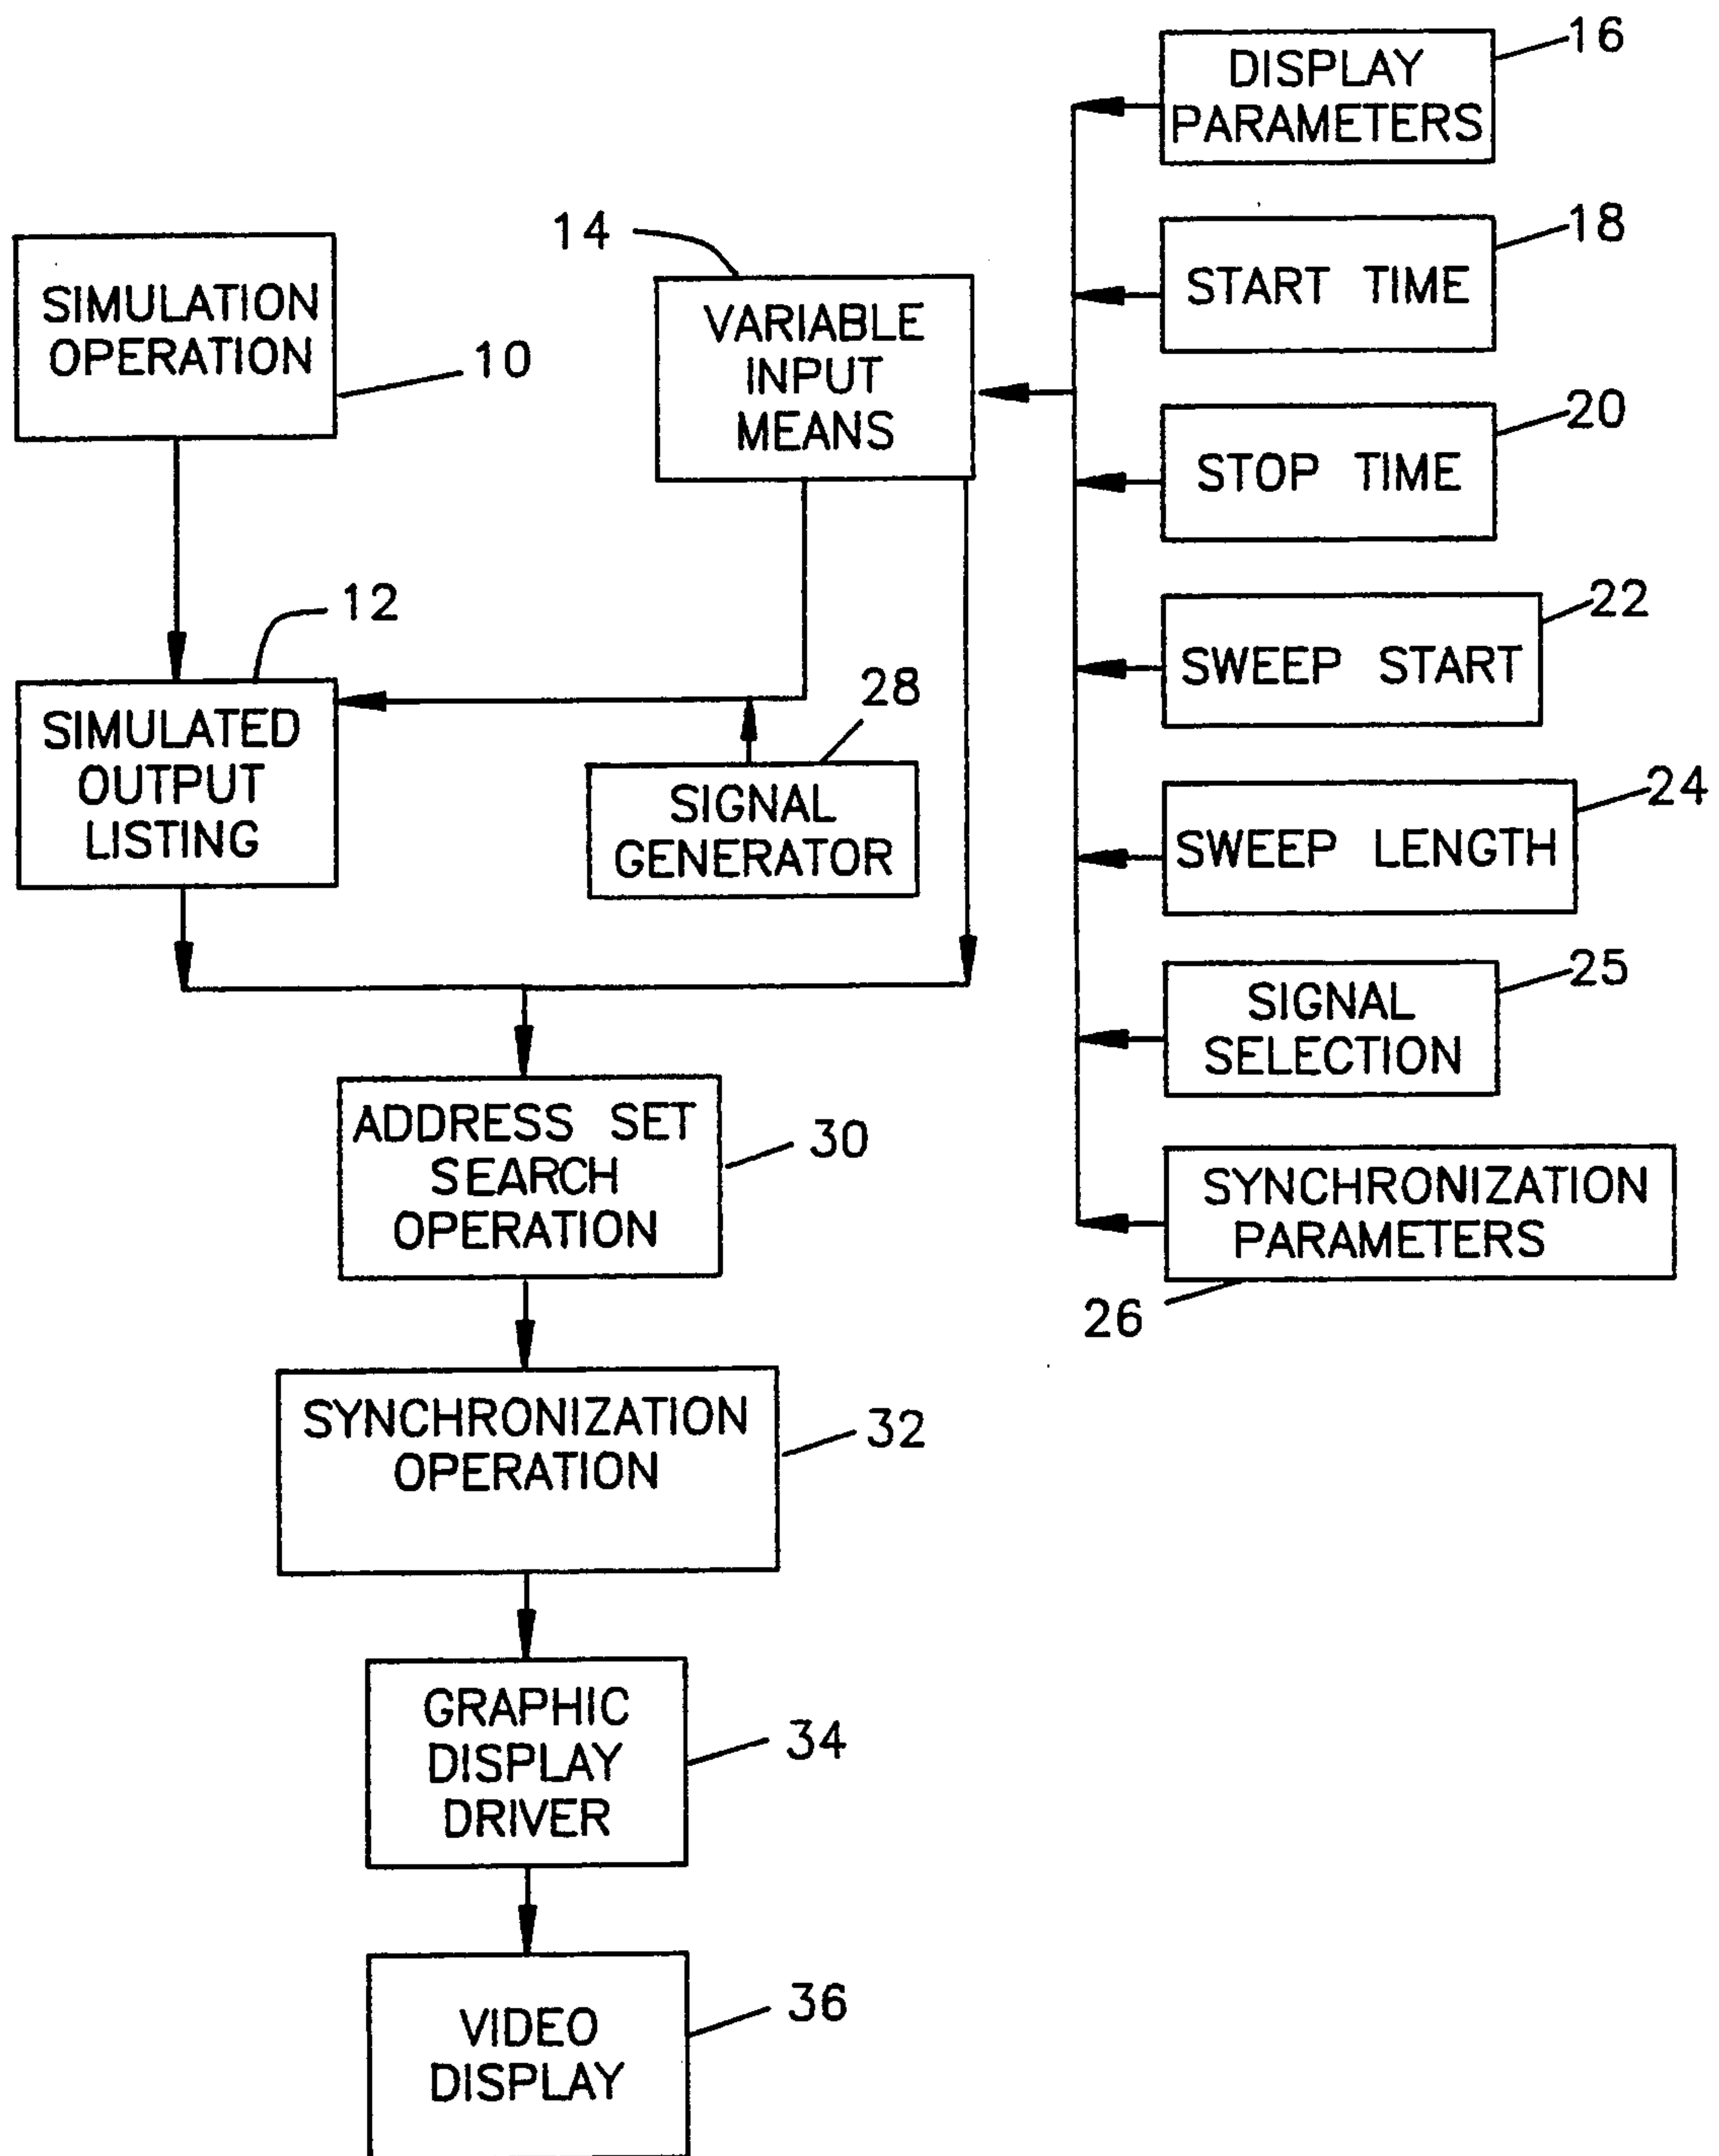 16
DISPLAY
PARAMETERS
18
START TIME
20
STOP TIME
22
SWEEP START
24
SWEEP LENGTH
25
SIGNAL
SELECTION
SYNCHRONIZATION
PARAMETERS
26
14
VARIABLE
INPUT
MEANS
SIMULATION
OPERATION
10
12
SIMULATED
OUTPUT
LISTING
28
SIGNAL
GENERATOR
ADDRESS SET
SEARCH
OPERATION
30
SYNCHRONIZATION
OPERATION
32
GRAPHIC
DISPLAY
DRIVER
34
VIDEO
DISPLAY
36